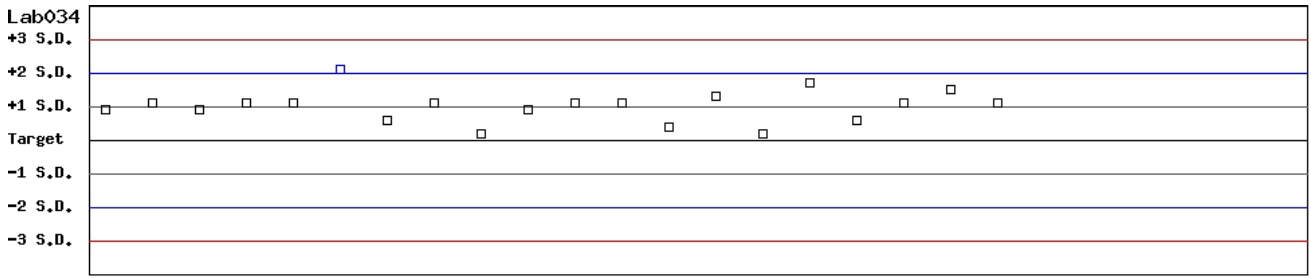 Lab034
+3 S.D.
+2 S.D.
+1 S.D.
Target
-1 S.D.
-2 S.D.
-3 S.D.